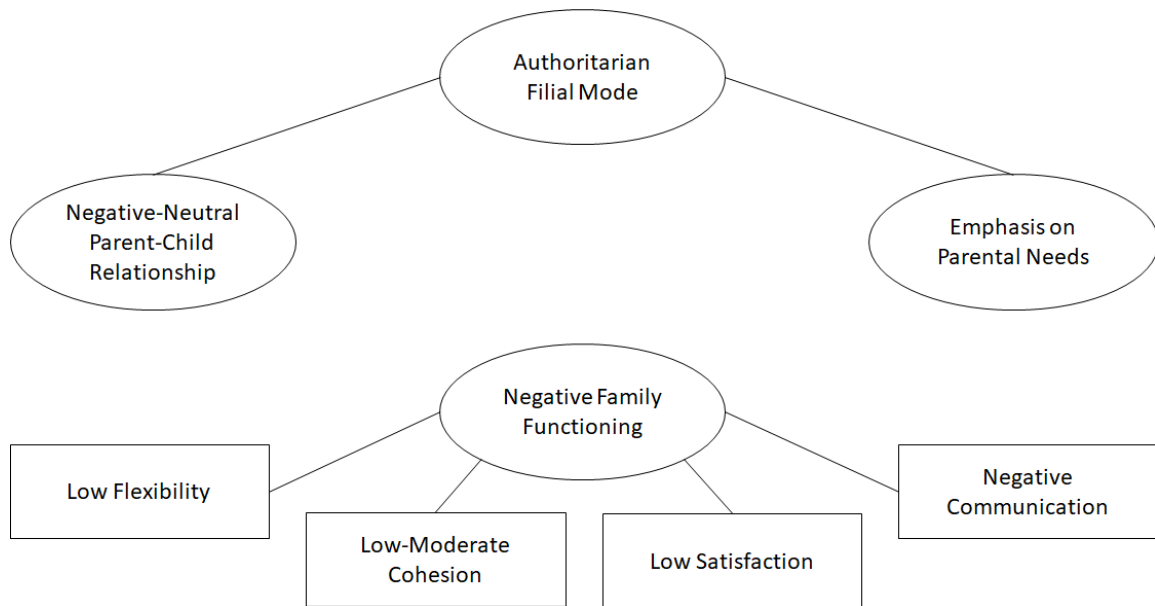 Authoritarian
Filial Mode
Negative-Neutral
Parent-Child
Relationship
Emphasis on
Parental Needs
Negative Family
Functioning
Low Flexibility
Low-Moderate
Cohesion
Low Satisfaction
Negative
Communication